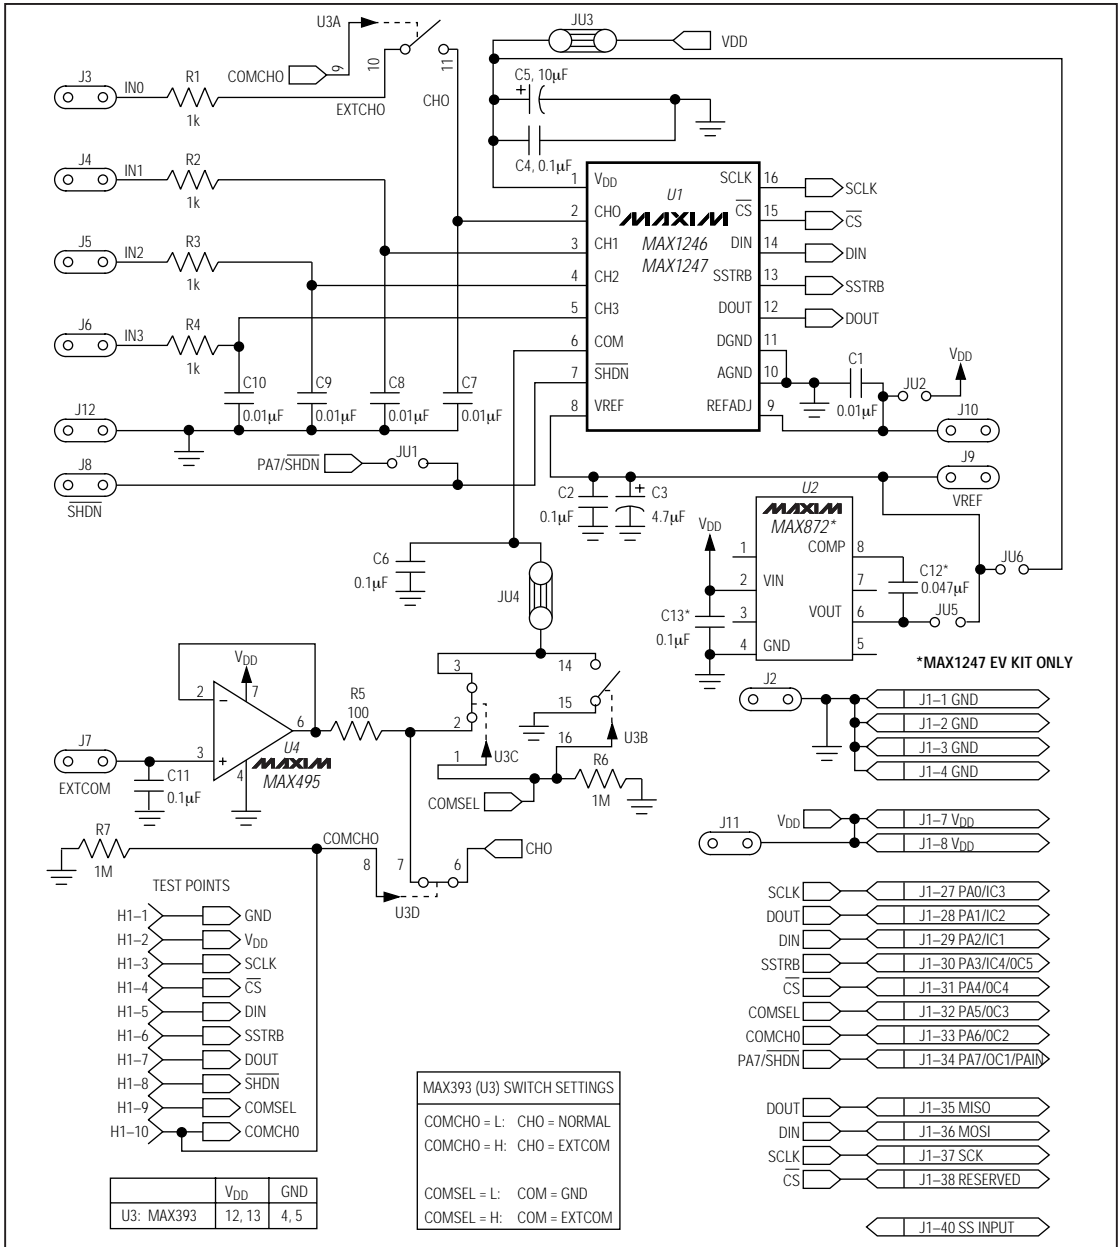 U3A
COMCHO
9
10
11
EXTCHO
CHO
JU3
VDD
C5, 10µF
+
C4, 0.1µF
J3
IN0
R1
1k
J4
IN1
R2
1k
J5
IN2
R3
1k
J6
IN3
R4
1k
C10
0.01µF
C9
0.01µF
C8
0.01µF
C7
0.01µF
J12
J8
SHDN
PA7/SHDN
JU1
U1
MAXIM
MAX1246
MAX1247
1 VDD
2 CHO
3 CH1
4 CH2
5 CH3
6 COM
7 SHDN
8 VREF
SCLK 16 SCLK
CS 15 CS
DIN 14 DIN
SSTRB 13 SSTRB
DOUT 12 DOUT
DGND 11
AGND 10
REFADJ 9
C1
0.01µF
JU2
VDD
J10
J9
VREF
C2
0.1µF
+
C3
4.7µF
U2
MAXIM
MAX872*
1
2 VIN
3
4 GND
COMP 8
7
VOUT 6
5
VDD
C13*
0.1µF
C12*
0.047µF
JU5
JU6
*MAX1247 EV KIT ONLY
C6
0.1µF
JU4
3
2
1
U3C
14
15
16
U3B
R6
1M
COMSEL
VDD
7
2
−
3
+
4
6
U4
MAXIM
MAX495
R5
100
J7
EXTCOM
C11
0.1µF
R7
1M
COMCHO
8
7
6
CHO
U3D
TEST POINTS
H1–1 GND
H1–2 VDD
H1–3 SCLK
H1–4 CS
H1–5 DIN
H1–6 SSTRB
H1–7 DOUT
H1–8 SHDN
H1–9 COMSEL
H1–10 COMCH0
VDD GND
U3: MAX393 12, 13 4, 5
MAX393 (U3) SWITCH SETTINGS
COMCHO = L: CHO = NORMAL
COMCHO = H: CHO = EXTCOM
COMSEL = L: COM = GND
COMSEL = H: COM = EXTCOM
J2
J1–1 GND
J1–2 GND
J1–3 GND
J1–4 GND
J11
VDD J1–7 VDD
J1–8 VDD
SCLK J1–27 PA0/IC3
DOUT J1–28 PA1/IC2
DIN J1–29 PA2/IC1
SSTRB J1–30 PA3/IC4/0C5
CS J1–31 PA4/0C4
COMSEL J1–32 PA5/0C3
COMCH0 J1–33 PA6/0C2
PA7/SHDN J1–34 PA7/OC1/PAIN
DOUT J1–35 MISO
DIN J1–36 MOSI
SCLK J1–37 SCK
CS J1–38 RESERVED
J1–40 SS INPUT